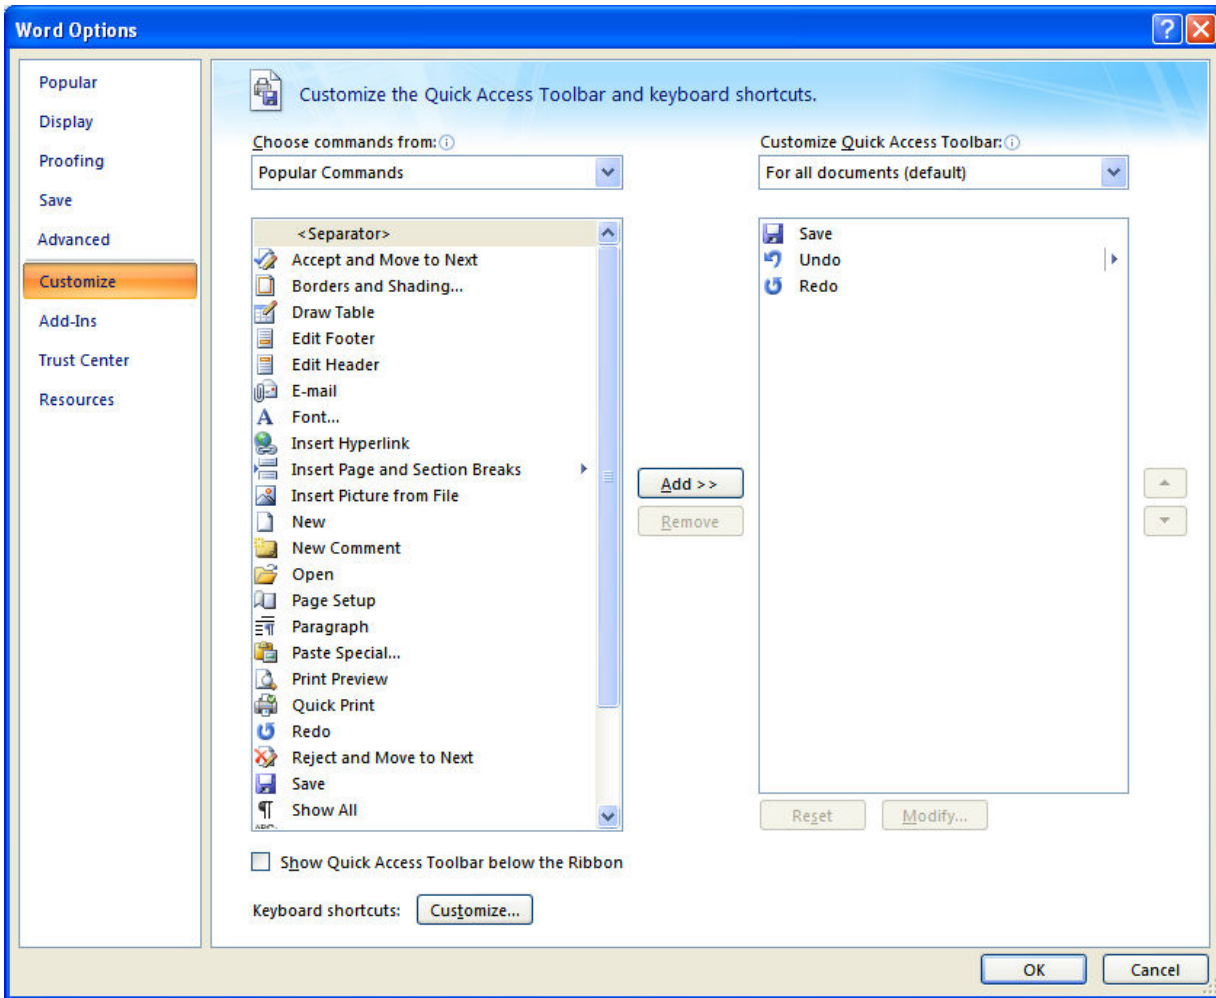 Word Options
Popular
Display
Proofing
Save
Advanced
Customize
Add-Ins
Trust Center
Resources
Customize the Quick Access Toolbar and keyboard shortcuts.
Choose commands from:
Popular Commands
<Separator>
Accept and Move to Next
Borders and Shading...
Draw Table
Edit Footer
Edit Header
E-mail
Font...
Insert Hyperlink
Insert Page and Section Breaks
Insert Picture from File
New
New Comment
Open
Page Setup
Paragraph
Paste Special...
Print Preview
Quick Print
Redo
Reject and Move to Next
Save
Show All
Add >>
Remove
Customize Quick Access Toolbar:
For all documents (default)
Save
Undo
Redo
Reset
Modify...
Show Quick Access Toolbar below the Ribbon
Keyboard shortcuts:
Customize...
OK
Cancel